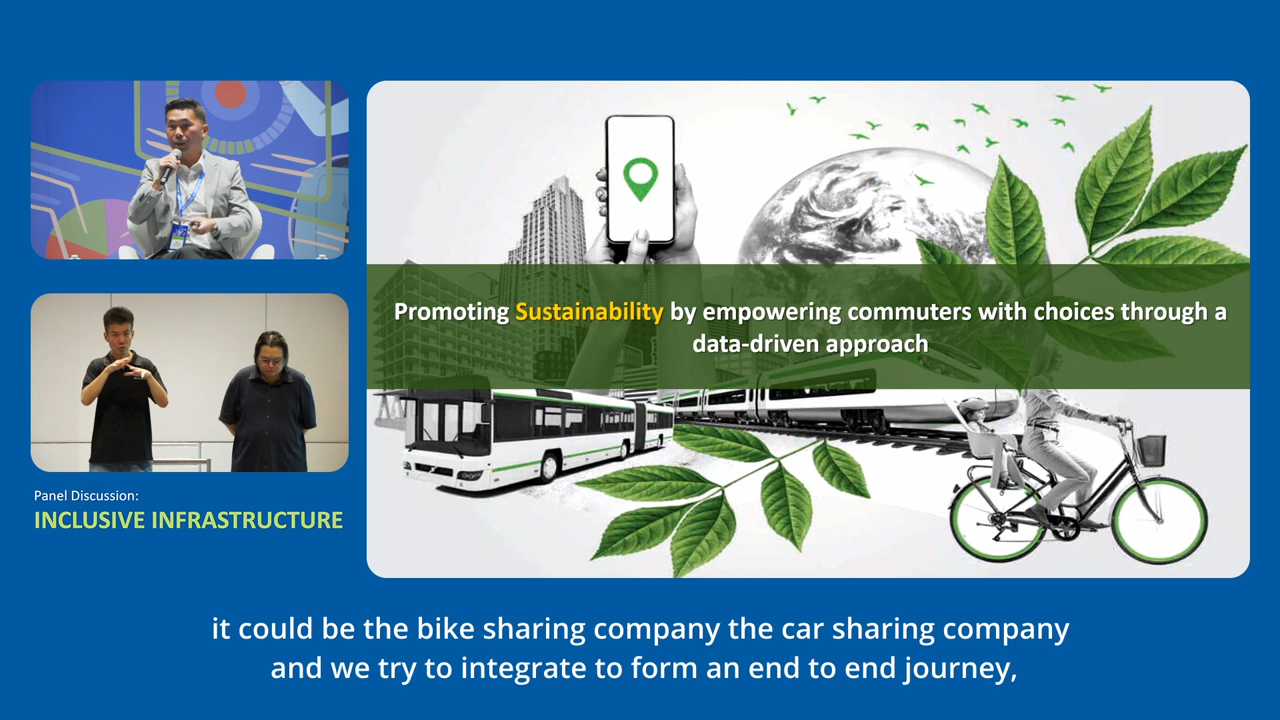 Promoting Sustainability by empowering commuters with choices through a
data-driven approach
Panel Discussion:
INCLUSIVE INFRASTRUCTURE
it could be the bike sharing company the car sharing company
and we try to integrate to form an end to end journey,